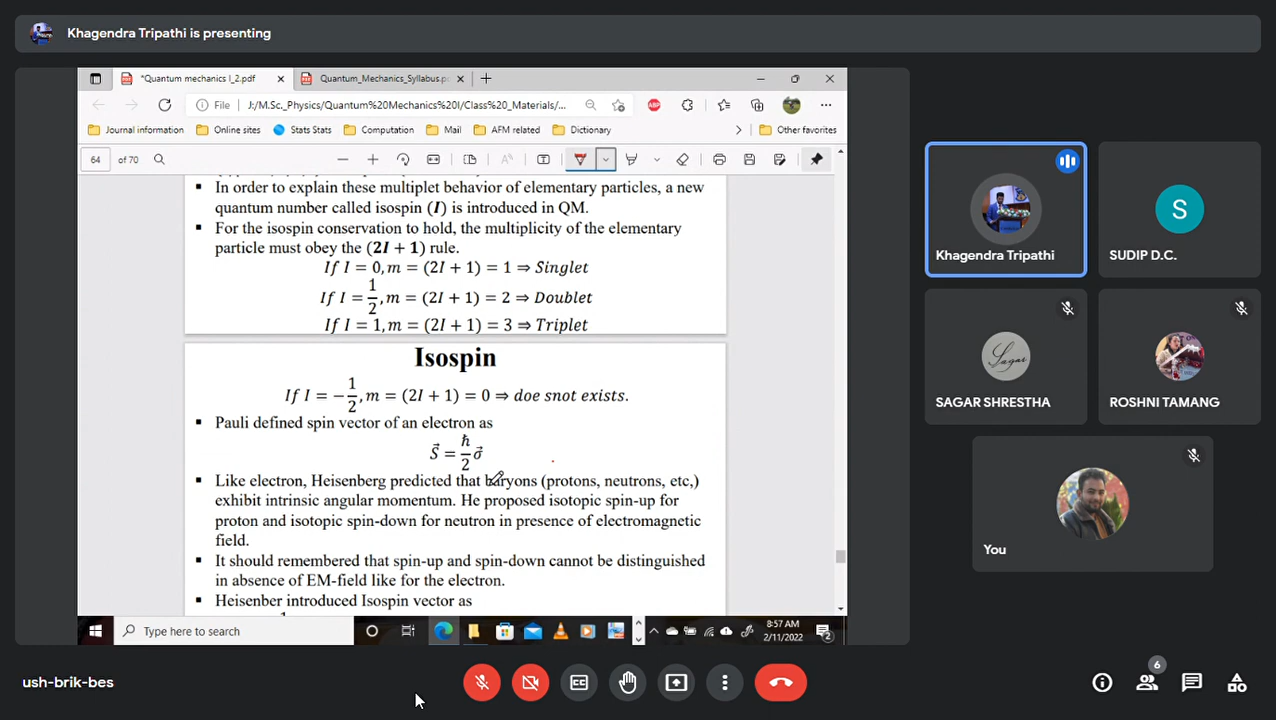 Khagendra Tripathi is presenting
*Quantum mechanics I_2.pdf
Quantum_Mechanics_Syllabus.p
File
J:/M.Sc._Physics/Quantum%20Mechanics%20I/Class%20_Materials/...
ABP
Journal information
Online sites
Stats Stats
Computation
Mail
AFM related
Dictionary
Other favorites
64
of 70
▪ In order to explain these multiplet behavior of elementary particles, a new
quantum number called isospin (I) is introduced in QM.
▪ For the isospin conservation to hold, the multiplicity of the elementary
particle must obey the (2I + 1) rule.
If I = 0, m = (2I + 1) = 1 ⇒ Singlet
If I = 1/2, m = (2I + 1) = 2 ⇒ Doublet
If I = 1, m = (2I + 1) = 3 ⇒ Triplet
Isospin
If I = −1/2, m = (2I + 1) = 0 ⇒ doe snot exists.
▪ Pauli defined spin vector of an electron as
S⃗ = ℏ/2 σ⃗
▪ Like electron, Heisenberg predicted that baryons (protons, neutrons, etc,)
exhibit intrinsic angular momentum. He proposed isotopic spin-up for
proton and isotopic spin-down for neutron in presence of electromagnetic
field.
▪ It should remembered that spin-up and spin-down cannot be distinguished
in absence of EM-field like for the electron.
▪ Heisenber introduced Isospin vector as
Type here to search
8:57 AM
2/11/2022
2
Khagendra Tripathi
S
SUDIP D.C.
Sagar
SAGAR SHRESTHA
ROSHNI TAMANG
You
ush-brik-bes
6